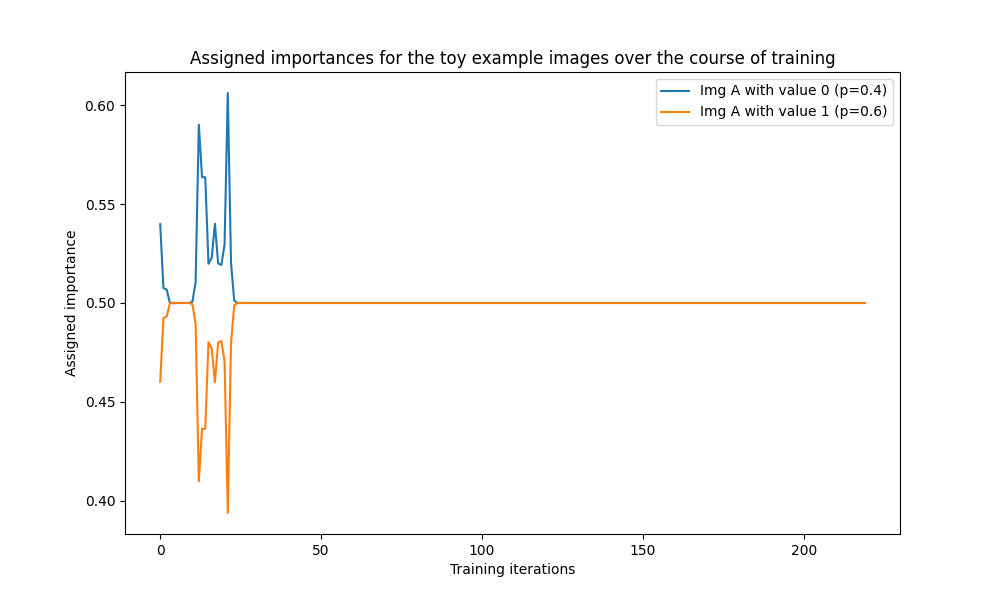 Assigned importances for the toy example images over the course of training
Img A with value 0 (p=0.4)
Img A with value 1 (p=0.6)
Assigned importance
0.60
0.55
0.50
0.45
0.40
0
50
100
150
200
Training iterations